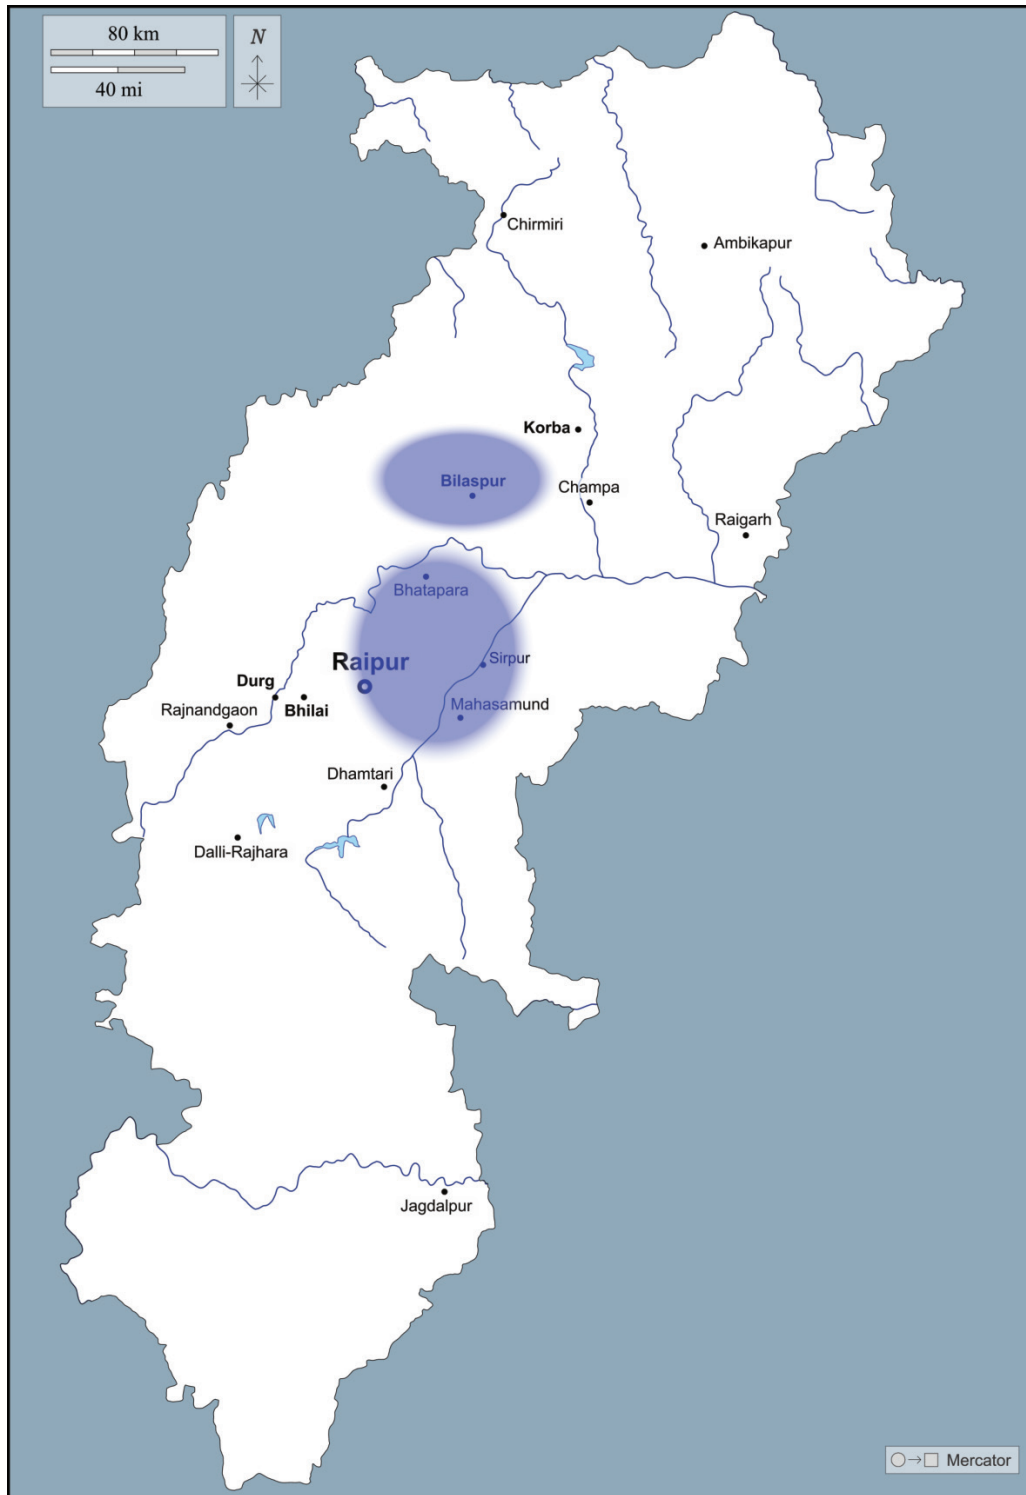 80 km
40 mi
N
Chirmiri
Ambikapur
Korba
Bilaspur
Champa
Raigarh
Bhatapara
Raipur
Sirpur
Durg
Bhilai
Mahasamund
Rajnandgaon
Dhamtari
Dalli-Rajhara
Jagdalpur
Mercator